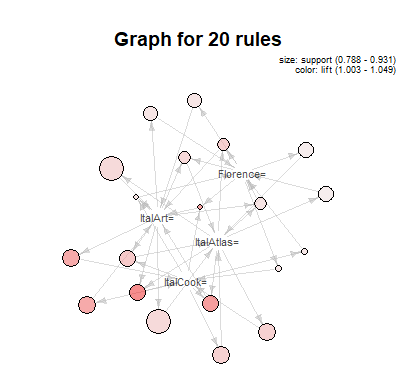 Graph for 20 rules
size: support (0.788 - 0.931)
color: lift (1.003 - 1.049)
Florence=
ItalArt=
ItalAtlas=
ItalCook=